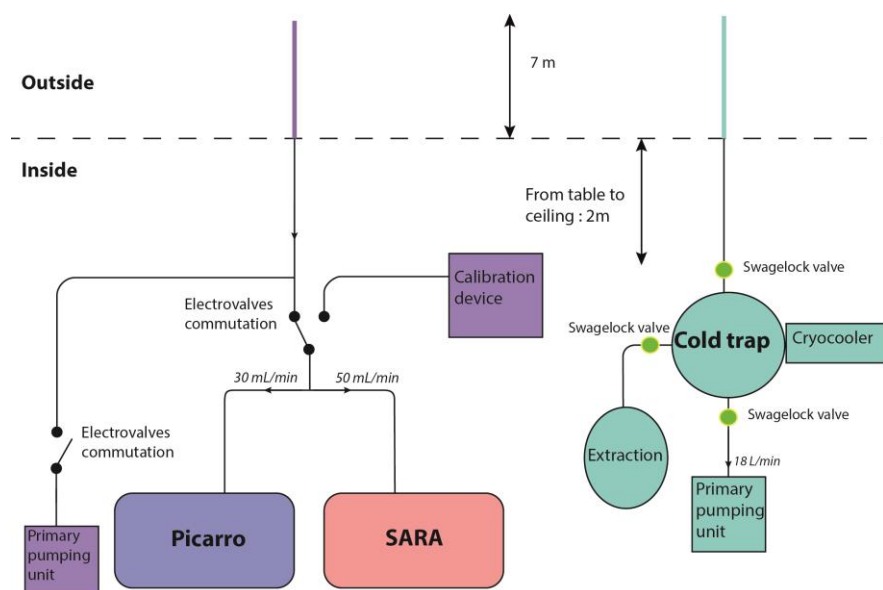 Outside
7 m
Inside
From table to
ceiling : 2m
Swagelock valve
Calibration
device
Electrovalves
commutation
Swagelock valve
Cold trap
Cryocooler
30 mL/min
50 mL/min
Swagelock valve
Electrovalves
commutation
Extraction
18 L/min
Primary
pumping
unit
Picarro
SARA
Primary
pumping
unit